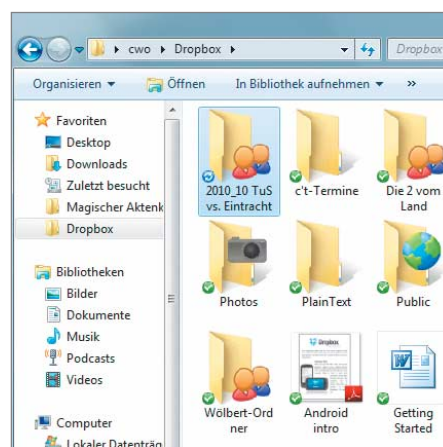 cwo Dropbox Dropbox
Organisieren Öffnen In Bibliothek aufnehmen »
Favoriten
Desktop
Downloads
Zuletzt besucht
Magischer Aktenk
Dropbox
Bibliotheken
Bilder
Dokumente
Musik
Podcasts
Videos
Computer
Lokaler Datenträg
2010_10 TuS
vs. Eintracht
c't-Termine
Die 2 vom
Land
Photos
PlainText
Public
Wölbert-Ord
ner
Android
intro
Getting
Started